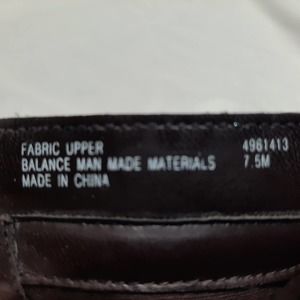 FABRIC UPPER 4961413
BALANCE MAN MADE MATERIALS 7.5M
MADE IN CHINA